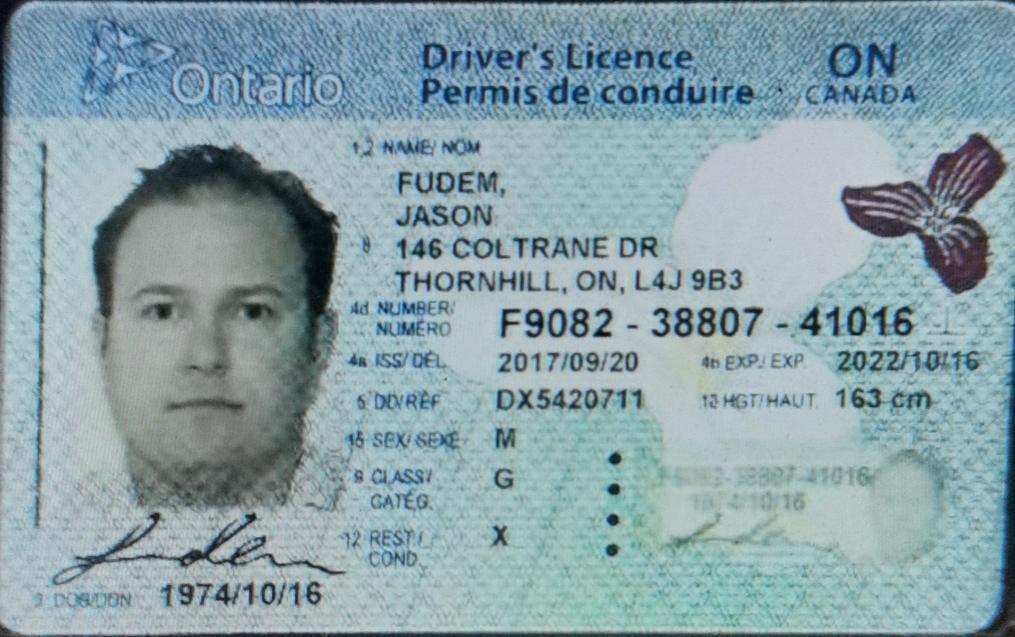 Ontario
Driver's Licence
Permis de conduire
ON
CANADA
1,2 NAME/ NOM
FUDEM,
JASON
8 146 COLTRANE DR
THORNHILL, ON, L4J 9B3
4d NUMBER/
NUMÉRO
F9082 - 38807 - 41016
4a ISS/ DÉL.
2017/09/20
4b EXP./ EXP.
2022/10/16
5 DD/RÉF
DX5420711
HGT/HAUT. 163 cm
15 SEX/ SEXE M
9 CLASS/ G
CATÉG.
12 REST./ X
COND.
F9082-38807-41016
1974/10/16
3 DOB/DDN 1974/10/16